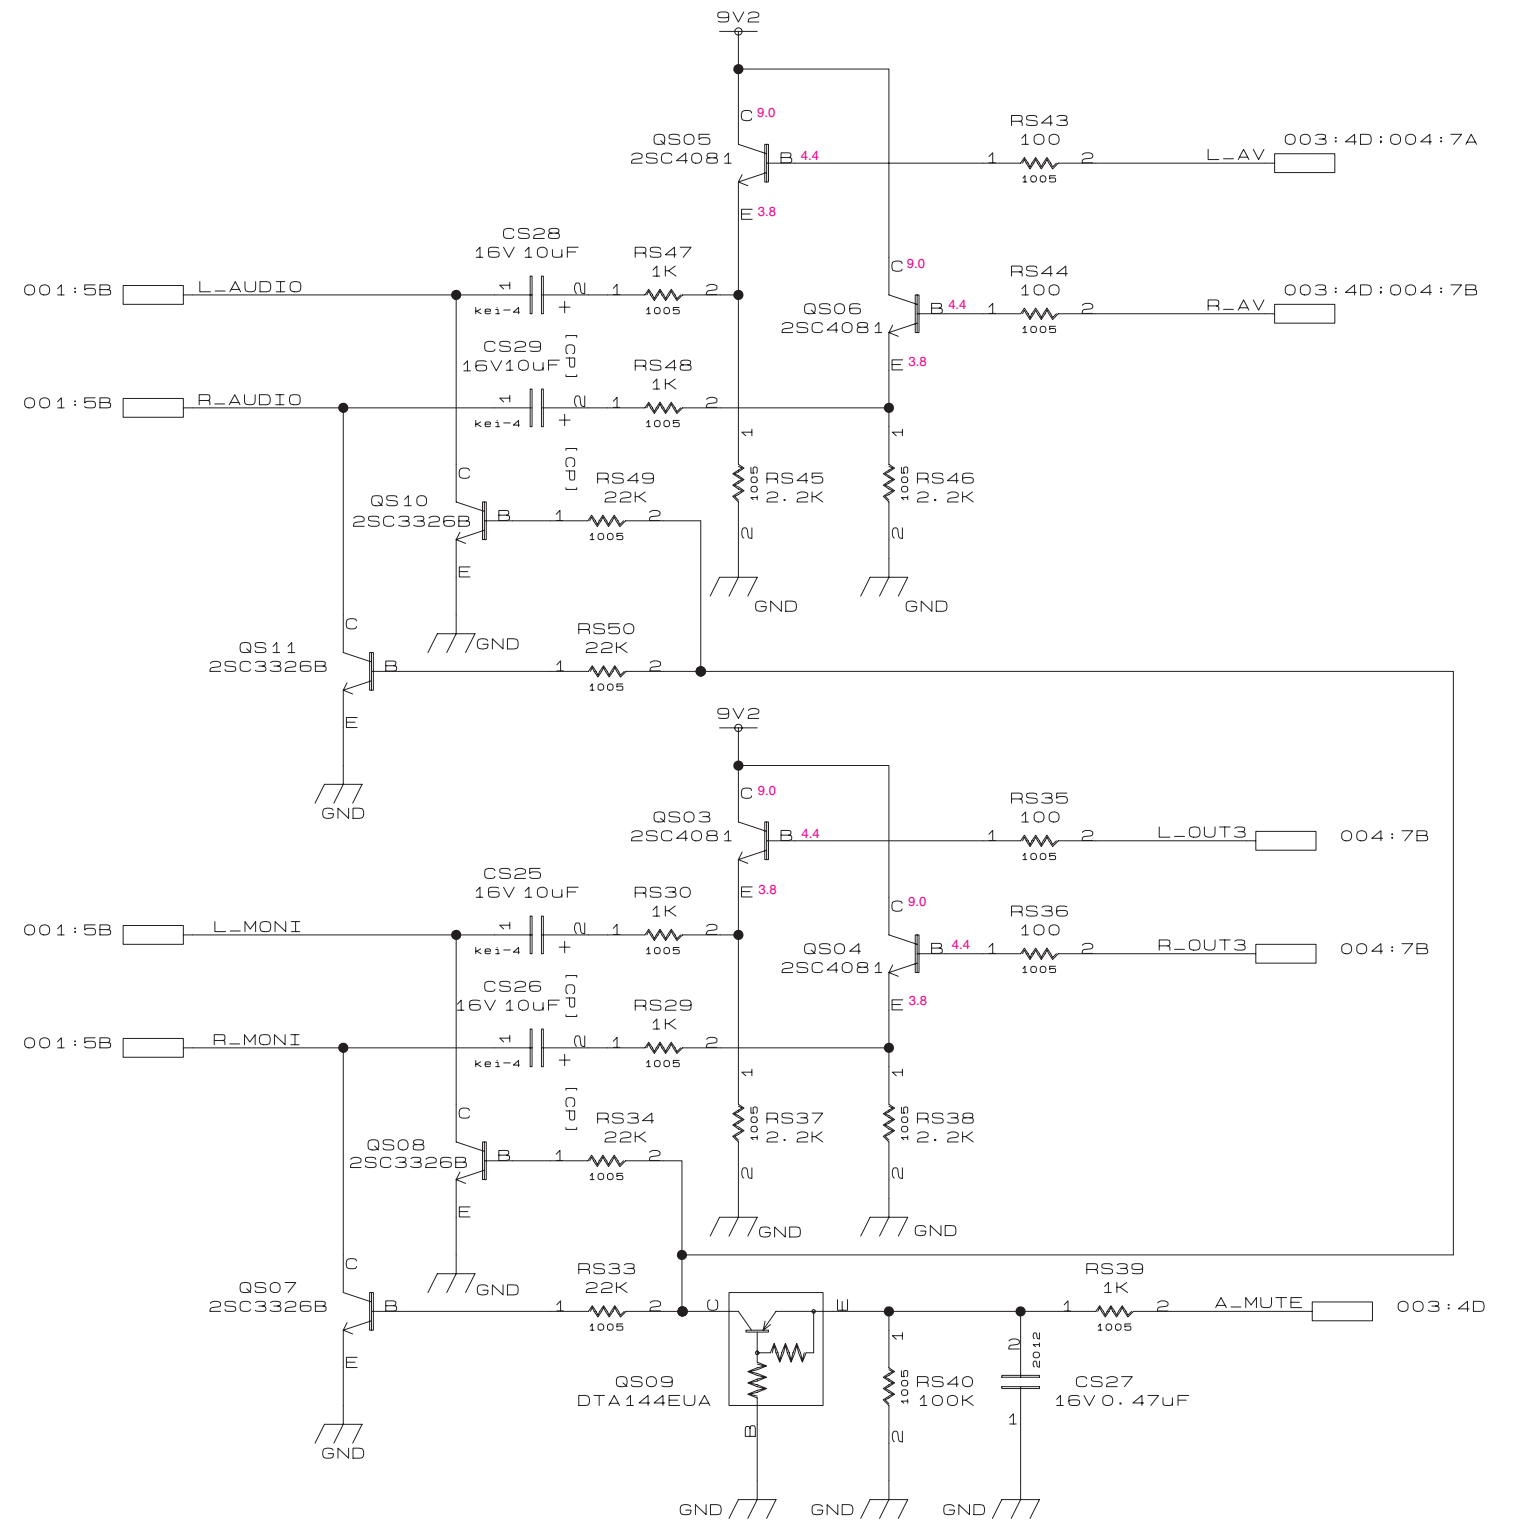 9V2
C 9.0
QS05
2SC4081
B 4.4
E 3.8
RS43
100
1 2
1005
L_AV
003:4D;004:7A
CS28
16V 10uF
1 2
kei-4 +
[CP]
RS47
1K
1 2
1005
001:5B
L_AUDIO
C 9.0
QS06
2SC4081
B 4.4
E 3.8
RS44
100
1 2
1005
R_AV
003:4D;004:7B
CS29
16V10uF
1 2
kei-4 +
[CP]
RS48
1K
1 2
1005
001:5B
R_AUDIO
1
1005
RS45
2.2K
2
GND
1
1005
RS46
2.2K
2
GND
C
QS10
2SC3326B
B
E
GND
RS49
22K
1 2
1005
C
QS11
2SC3326B
B
E
GND
RS50
22K
1 2
1005
9V2
C 9.0
QS03
2SC4081
B 4.4
E 3.8
RS35
100
1 2
1005
L_OUT3
004:7B
CS25
16V 10uF
1 2
kei-4 +
[CP]
RS30
1K
1 2
1005
001:5B
L_MONI
C 9.0
QS04
2SC4081
B 4.4
E 3.8
RS36
100
1 2
1005
R_OUT3
004:7B
CS26
16V 10uF
1 2
kei-4 +
[CP]
RS29
1K
1 2
1005
001:5B
R_MONI
1
1005
RS37
2.2K
2
GND
1
1005
RS38
2.2K
2
GND
C
QS08
2SC3326B
B
E
GND
RS34
22K
1 2
1005
C
QS07
2SC3326B
B
E
GND
RS33
22K
1 2
1005
C E
QS09
DTA144EUA
B
GND
1
1005
RS40
100K
2
GND
2
2012
CS27
16V0.47uF
1
GND
RS39
1K
1 2
1005
A_MUTE
003:4D